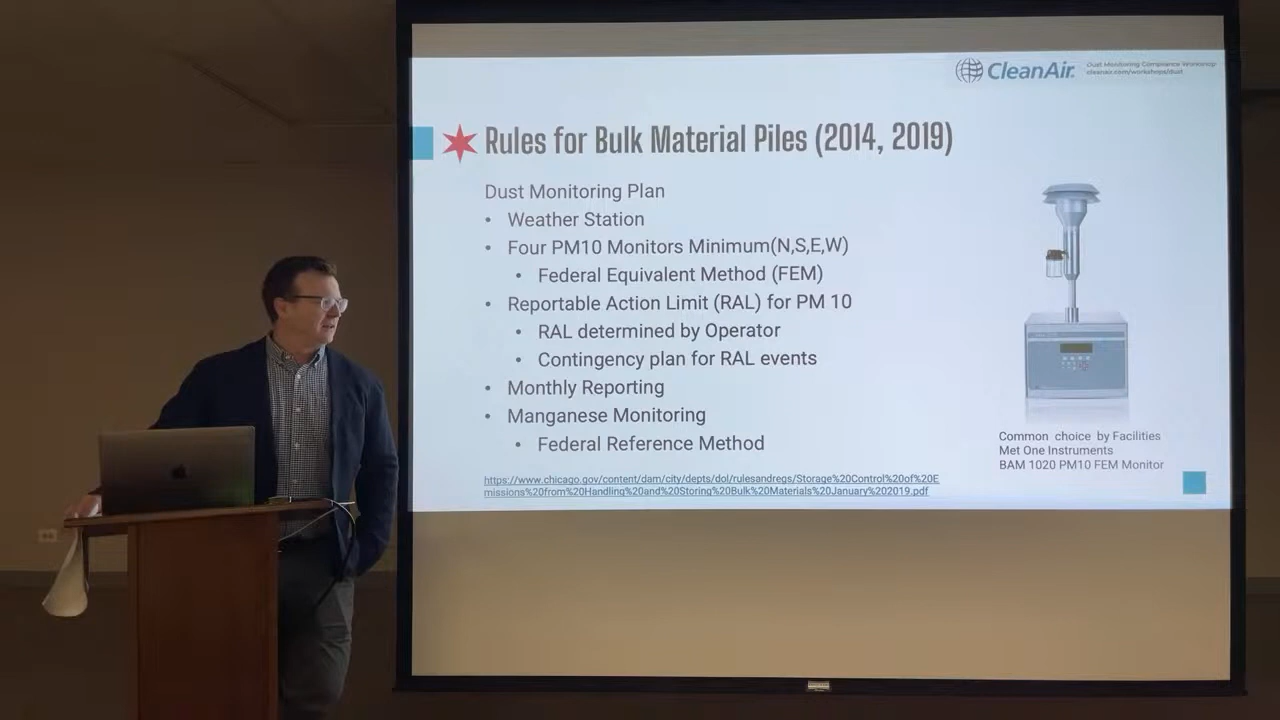 CleanAir.
Dust Monitoring Compliance Workshop
cleanair.com/workshops/dust
Rules for Bulk Material Piles (2014, 2019)
Dust Monitoring Plan
• Weather Station
• Four PM10 Monitors Minimum(N,S,E,W)
• Federal Equivalent Method (FEM)
• Reportable Action Limit (RAL) for PM 10
• RAL determined by Operator
• Contingency plan for RAL events
• Monthly Reporting
• Manganese Monitoring
• Federal Reference Method
https://www.chicago.gov/content/dam/city/depts/dol/rulesandregs/Storage%20Control%20of%20E
missions%20from%20Handling%20and%20Storing%20Bulk%20Materials%20January%202019.pdf
Common choice by Facilities
Met One Instruments
BAM 1020 PM10 FEM Monitor